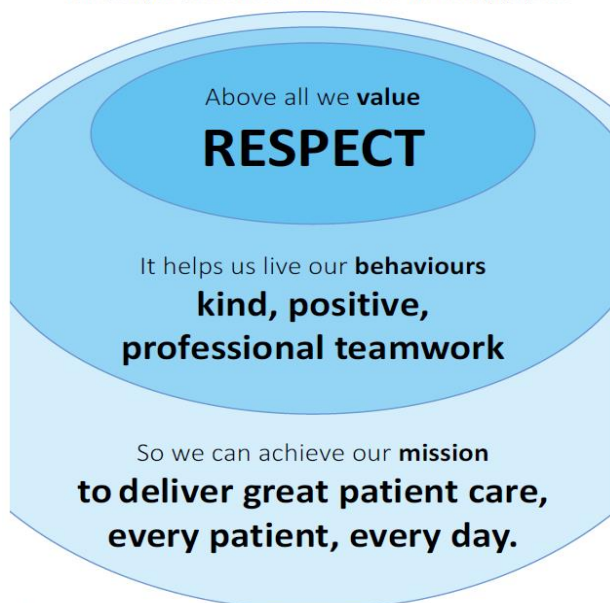 Above all we value
RESPECT
It helps us live our behaviours
kind, positive,
professional teamwork
So we can achieve our mission
to deliver great patient care,
every patient, every day.